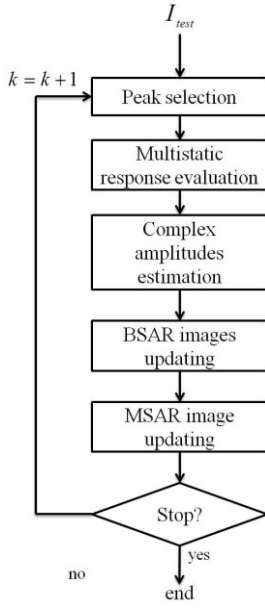 I_test
k = k + 1
Peak selection
Multistatic
response evaluation
Complex
amplitudes
estimation
BSAR images
updating
MSAR image
updating
Stop?
yes
no
end